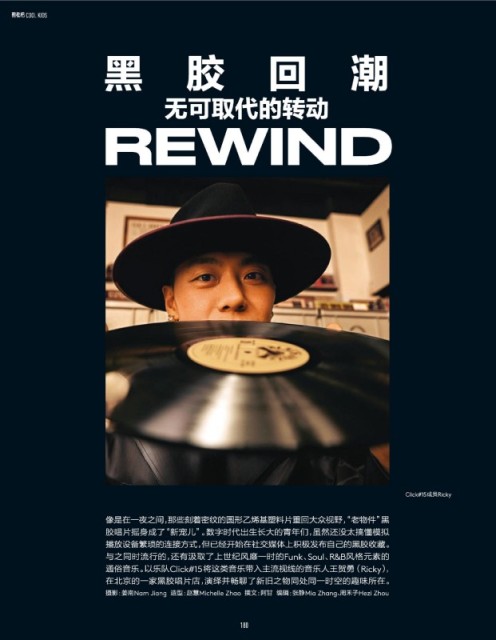 酷敢档 COOL KIDS
黑胶回潮
无可取代的转动
REWIND
Click#15成员Ricky
像是在一夜之间，那些刻着密纹的圆形乙烯基塑料片重回大众视野，“老物件”黑
胶唱片摇身成了“新宠儿”。数字时代出生长大的青年们，虽然还没太搞懂模拟
播放设备繁琐的连接方式，但已经开始在社交媒体上积极发布自己的黑胶收藏。
与之同时流行的，还有汲取了上世纪风靡一时的Funk、Soul、R&B风格元素的
通俗音乐。以乐队Click#15将这类音乐带入主流视线的音乐人王贺勇（Ricky），
在北京的一家黑胶唱片店，演绎并畅聊了新旧之物同处同一时空的趣味所在。
摄影：姜南Nam Jiang 造型：赵慧Michelle Zhao 撰文：阿甘 编辑：张静Mia Zhang、周禾子Hezi Zhou
180